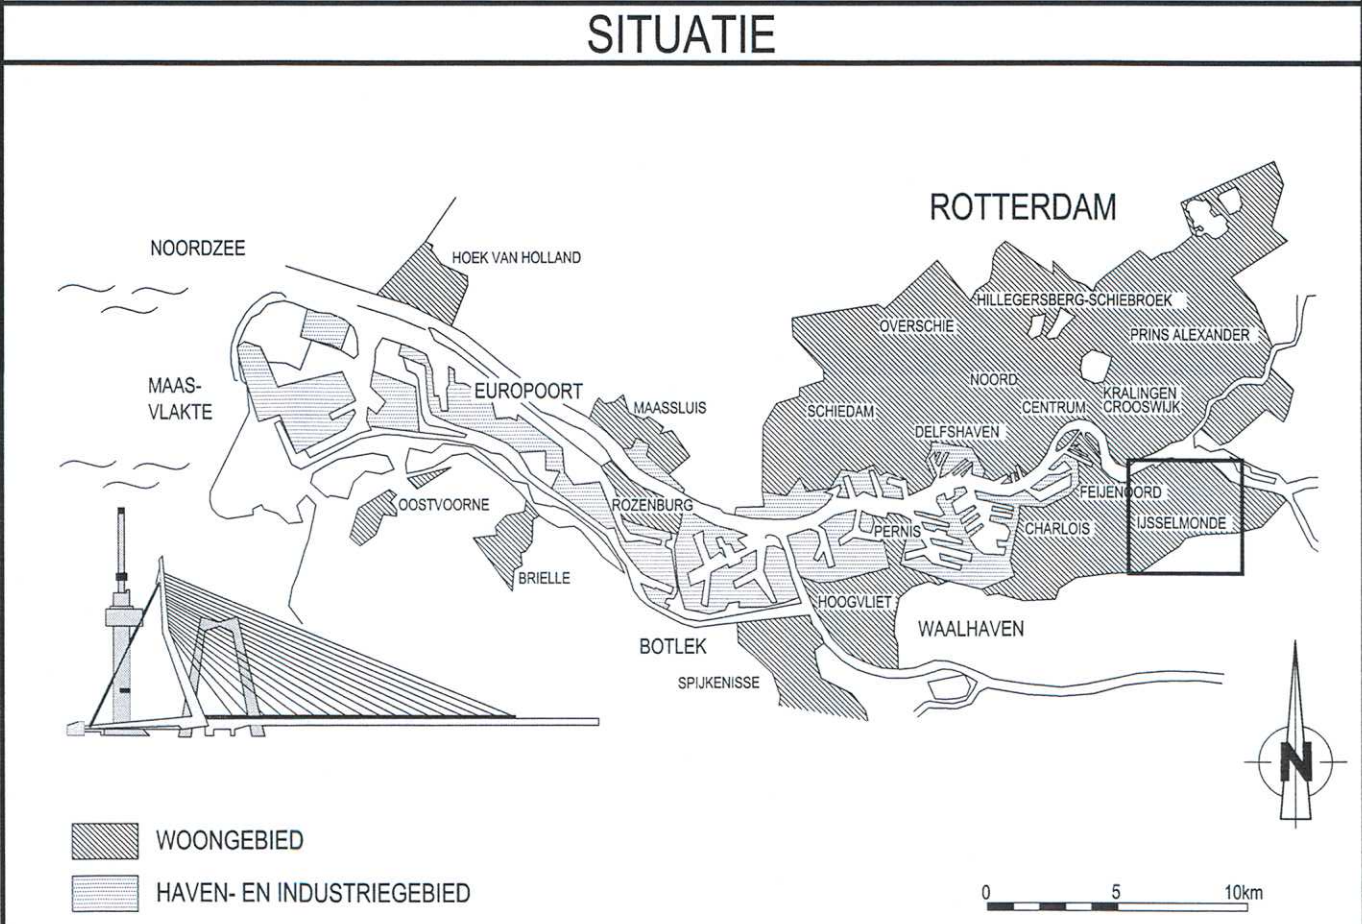 SITUATIE
ROTTERDAM
NOORDZEE
HOEK VAN HOLLAND
HILLEGERSBERG-SCHIEBROEK
OVERSCHIE
PRINS ALEXANDER
MAAS-
VLAKTE
EUROPOORT
NOORD
MAASSLUIS
SCHIEDAM
CENTRUM
KRALINGEN
CROOSWIJK
DELFSHAVEN
OOSTVOORNE
ROZENBURG
FEIJENOORD
PERNIS
CHARLOIS
IJSSELMONDE
BRIELLE
HOOGVLIET
WAALHAVEN
BOTLEK
SPIJKENISSE
N
WOONGEBIED
HAVEN- EN INDUSTRIEGEBIED
0 5 10km